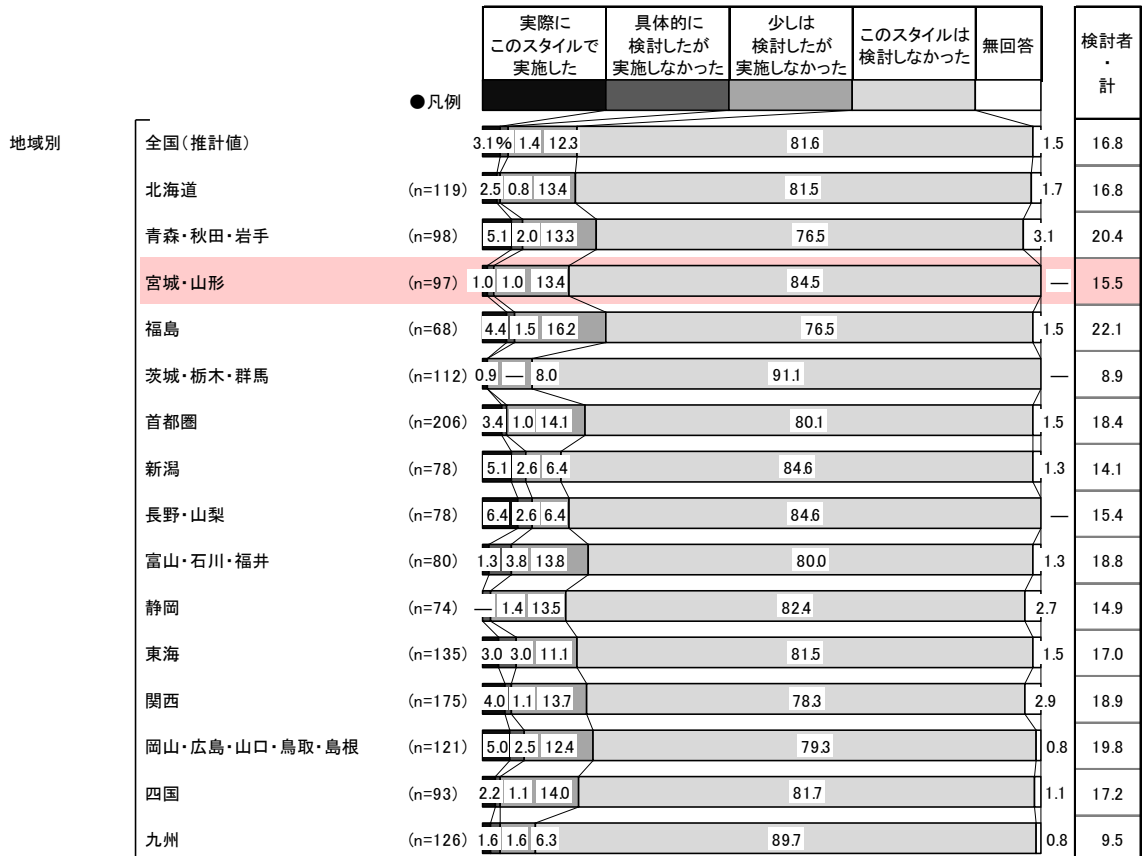 実際に
このスタイルで
実施した
具体的に
検討したが
実施しなかった
少しは
検討したが
実施しなかった
このスタイルは
検討しなかった
無回答
検討者
・
計
●凡例
地域別
全国(推計値) 3.1% 1.4 12.3 81.6 1.5 16.8
北海道 (n=119) 2.5 0.8 13.4 81.5 1.7 16.8
青森・秋田・岩手 (n=98) 5.1 2.0 13.3 76.5 3.1 20.4
宮城・山形 (n=97) 1.0 1.0 13.4 84.5 — 15.5
福島 (n=68) 4.4 1.5 16.2 76.5 1.5 22.1
茨城・栃木・群馬 (n=112) 0.9 — 8.0 91.1 — 8.9
首都圏 (n=206) 3.4 1.0 14.1 80.1 1.5 18.4
新潟 (n=78) 5.1 2.6 6.4 84.6 1.3 14.1
長野・山梨 (n=78) 6.4 2.6 6.4 84.6 — 15.4
富山・石川・福井 (n=80) 1.3 3.8 13.8 80.0 1.3 18.8
静岡 (n=74) — 1.4 13.5 82.4 2.7 14.9
東海 (n=135) 3.0 3.0 11.1 81.5 1.5 17.0
関西 (n=175) 4.0 1.1 13.7 78.3 2.9 18.9
岡山・広島・山口・鳥取・島根 (n=121) 5.0 2.5 12.4 79.3 0.8 19.8
四国 (n=93) 2.2 1.1 14.0 81.7 1.1 17.2
九州 (n=126) 1.6 1.6 6.3 89.7 0.8 9.5